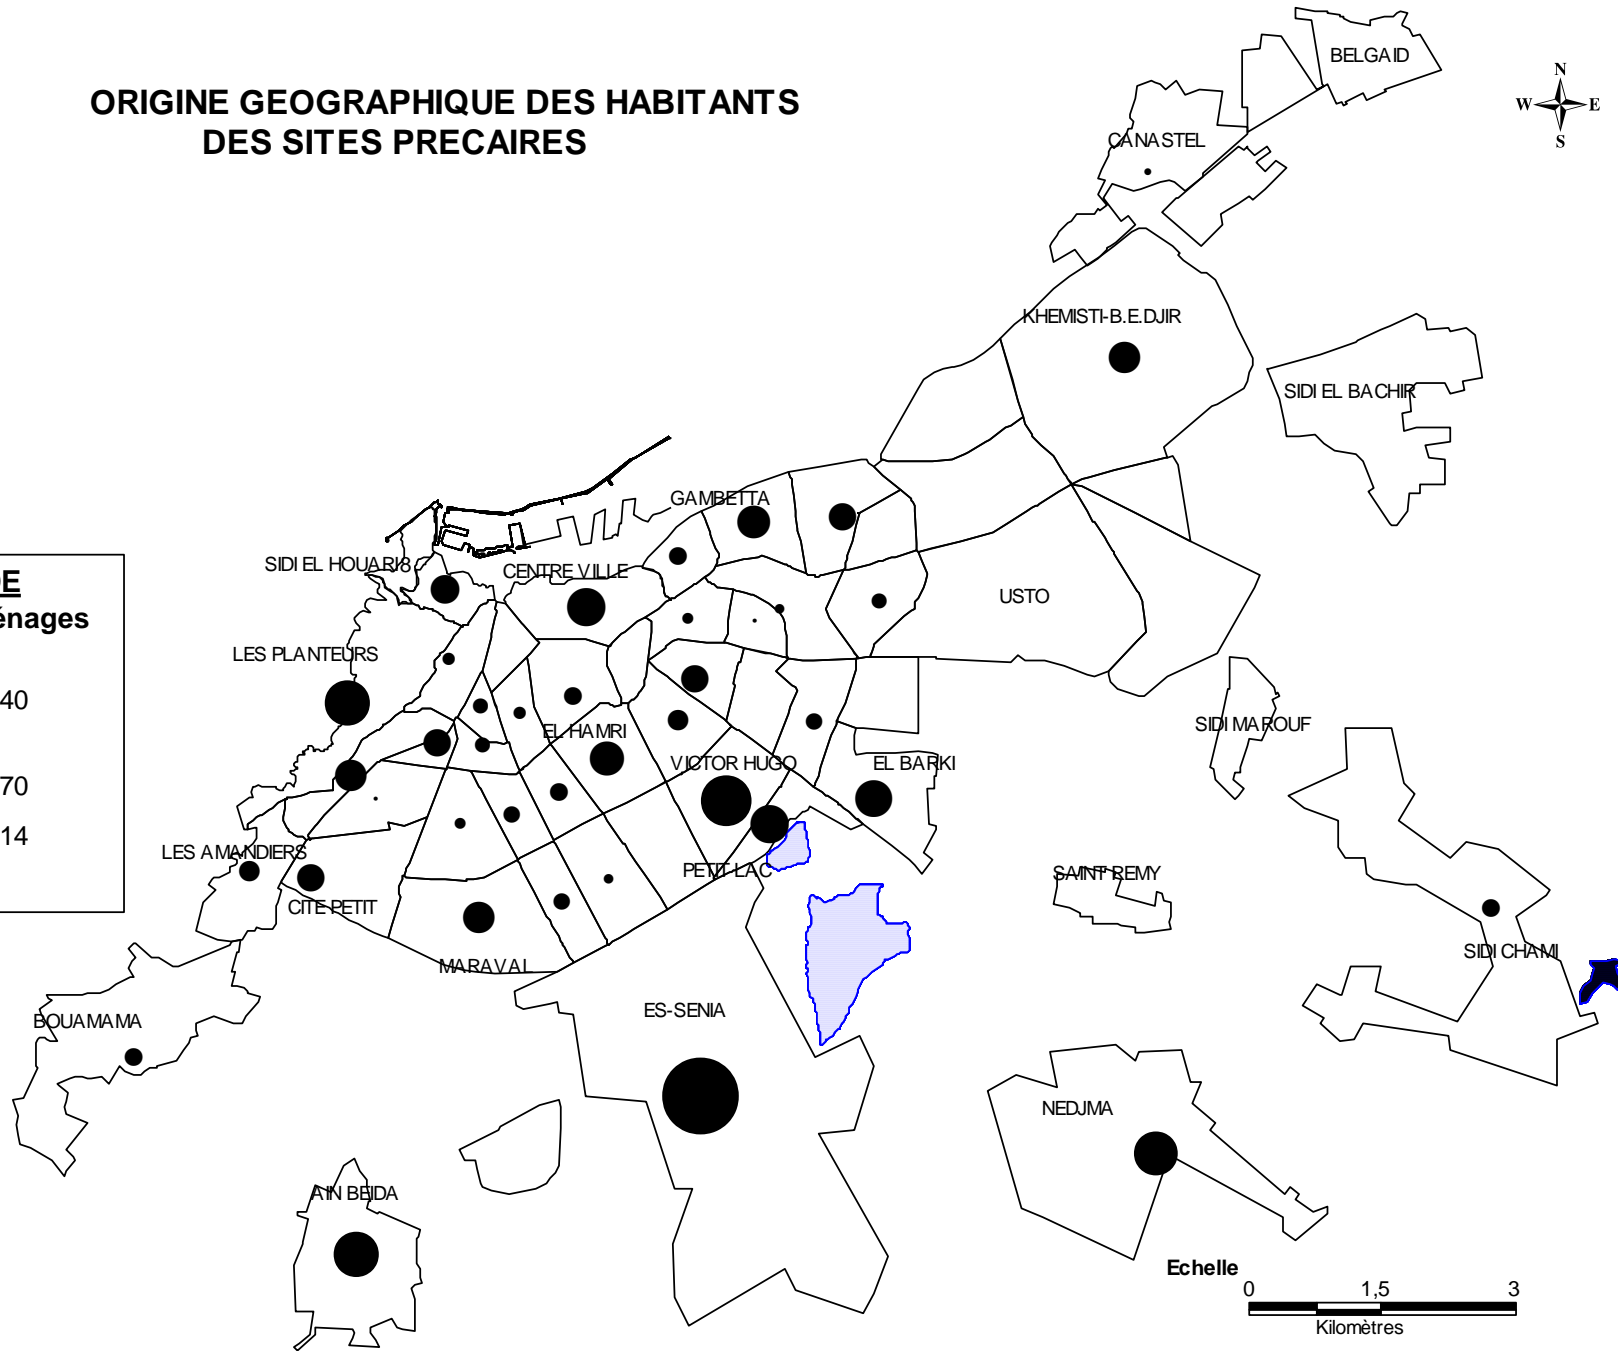 ORIGINE GEOGRAPHIQUE DES HABITANTS
DES SITES PRECAIRES
N
W E
S
BELGAID
CANASTEL
KHEMISTI-B.E.DJIR
SIDI EL BACHIR
GAMBETTA
SIDI EL HOUARI8
CENTRE VILLE
USTO
LES PLANTEURS
EL HAMRI
VICTOR HUGO
EL BARKI
SIDI MAROUF
LES AMANDIERS
PETIT LAC
SAINT REMY
CITE PETIT
MARAVAL
SIDI CHAMI
BOUAMAMA
ES-SENIA
NEDJMA
AIN BEIDA
DE
énages
40
70
14
Echelle
0 1,5 3
Kilomètres